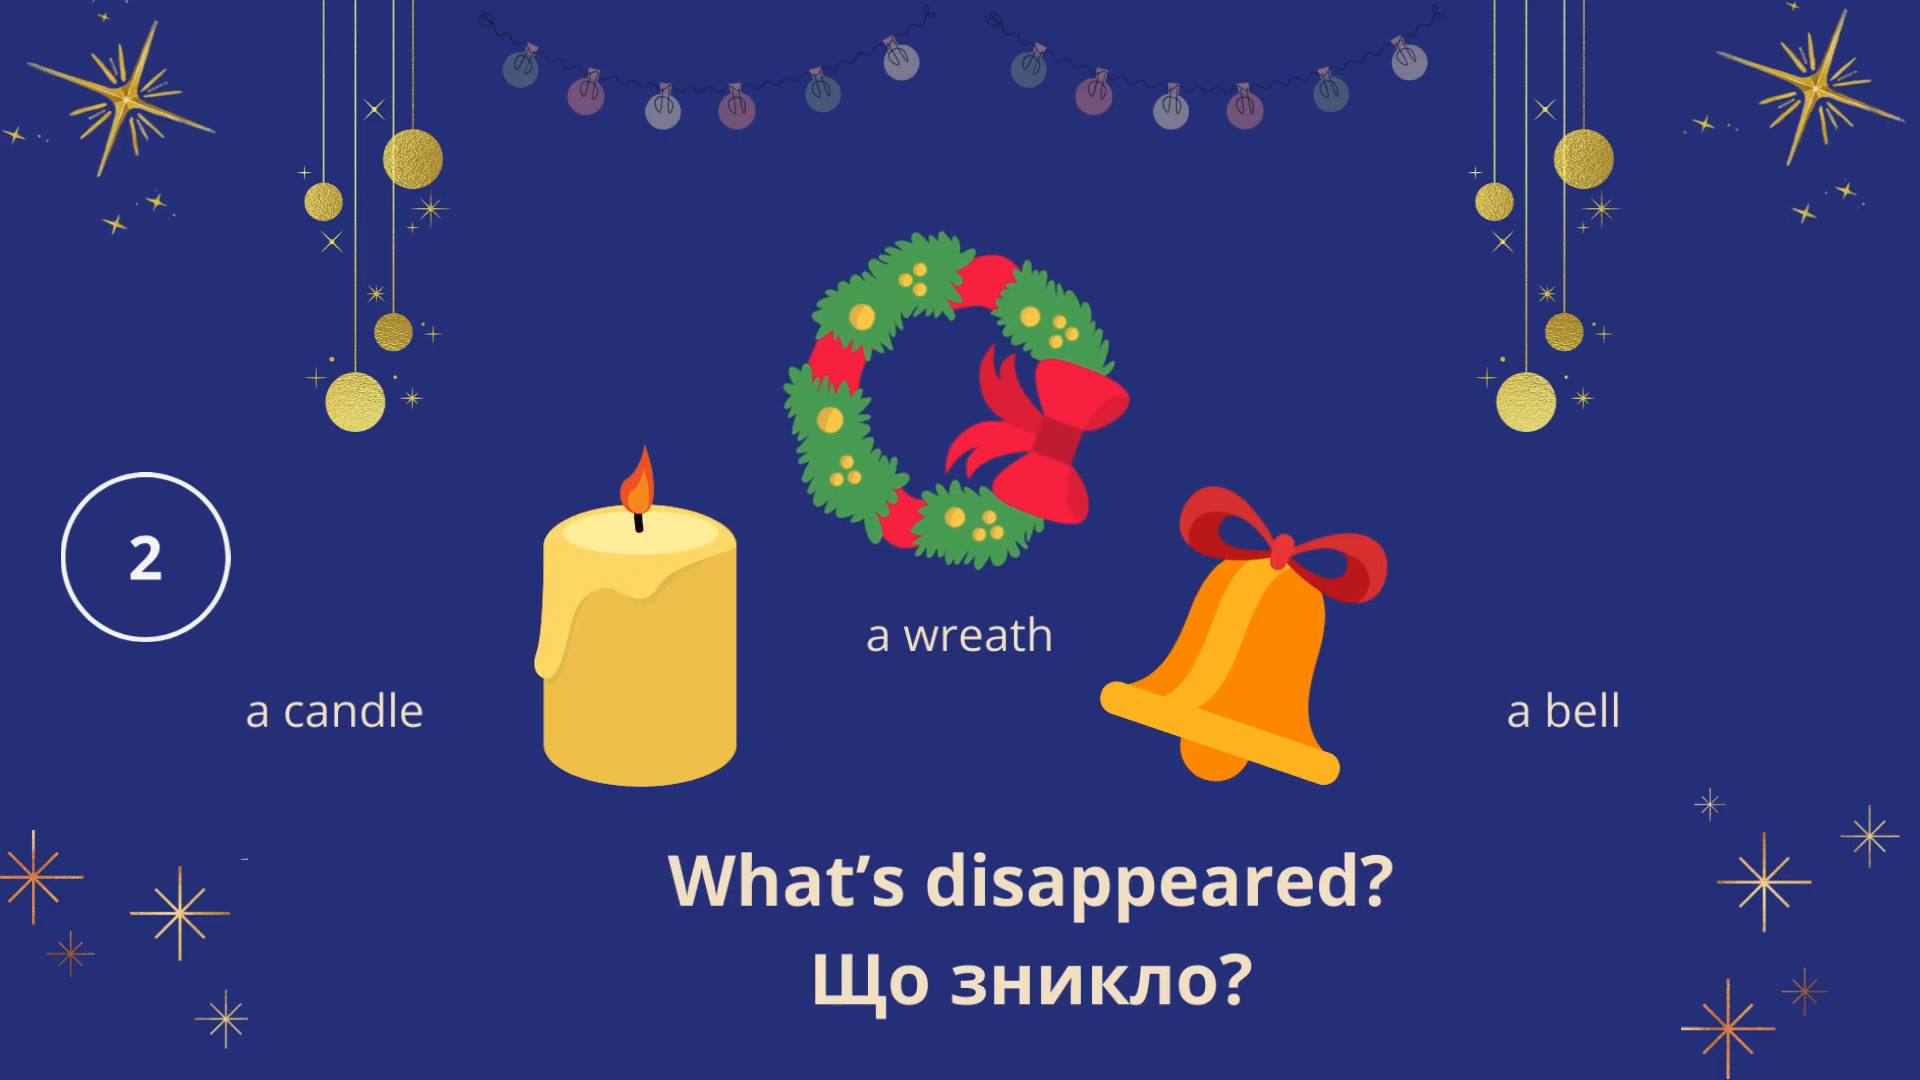 2
a candle
a wreath
a bell
What’s disappeared?
Що зникло?